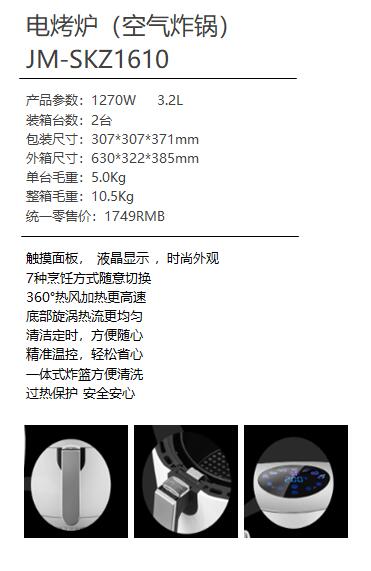 电烤炉（空气炸锅）
JM-SKZ1610
产品参数：1270W 3.2L
装箱台数：2台
包装尺寸：307*307*371mm
外箱尺寸：630*322*385mm
单台毛重：5.0Kg
整箱毛重：10.5Kg
统一零售价：1749RMB
触摸面板， 液晶显示 ，时尚外观
7种烹饪方式随意切换
360°热风加热更高速
底部旋涡热流更均匀
清洁定时，方便随心
精准温控，轻松省心
一体式炸篮方便清洗
过热保护 安全安心
200°